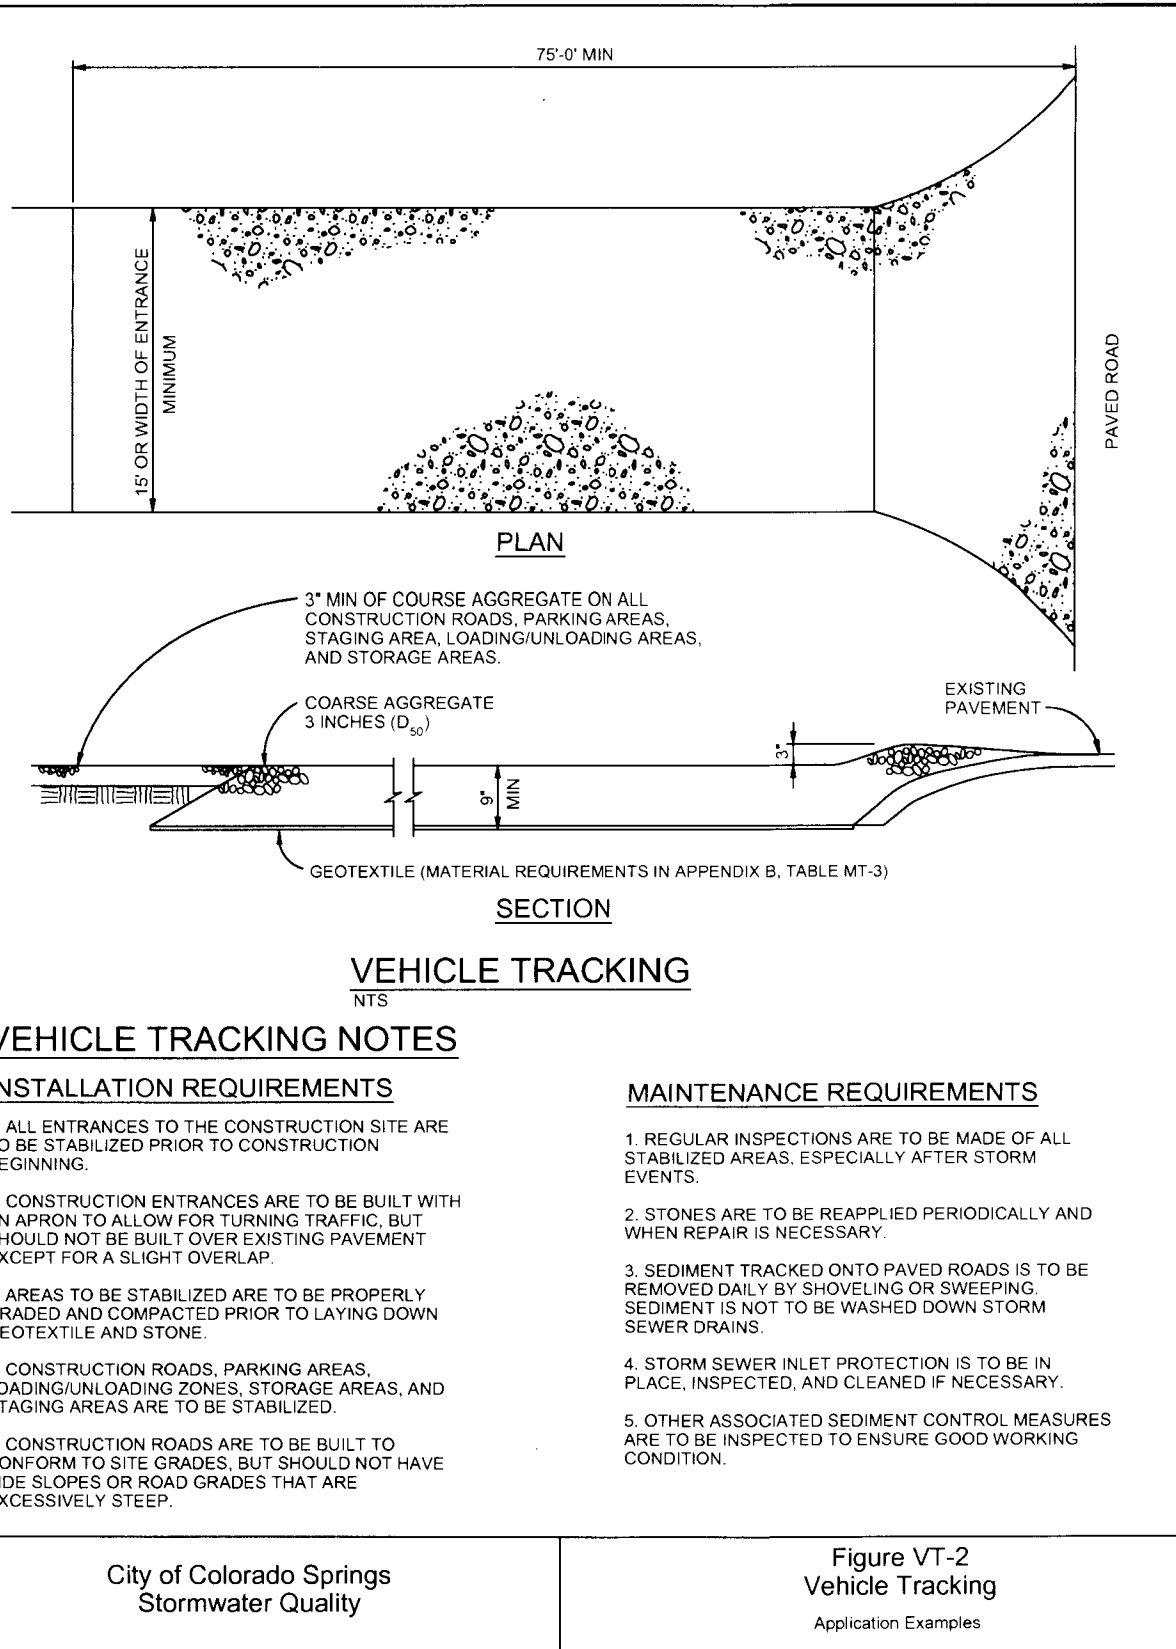 75'-0' MIN
15' OR WIDTH OF ENTRANCE
MINIMUM
PAVED ROAD
PLAN
3" MIN OF COURSE AGGREGATE ON ALL
CONSTRUCTION ROADS, PARKING AREAS,
STAGING AREA, LOADING/UNLOADING AREAS,
AND STORAGE AREAS.
COARSE AGGREGATE
3 INCHES (D50)
EXISTING
PAVEMENT
3"
9"
MIN
GEOTEXTILE (MATERIAL REQUIREMENTS IN APPENDIX B, TABLE MT-3)
SECTION
VEHICLE TRACKING
NTS
VEHICLE TRACKING NOTES
NSTALLATION REQUIREMENTS
ALL ENTRANCES TO THE CONSTRUCTION SITE ARE
O BE STABILIZED PRIOR TO CONSTRUCTION
EGINNING.
CONSTRUCTION ENTRANCES ARE TO BE BUILT WITH
N APRON TO ALLOW FOR TURNING TRAFFIC, BUT
HOULD NOT BE BUILT OVER EXISTING PAVEMENT
XCEPT FOR A SLIGHT OVERLAP.
AREAS TO BE STABILIZED ARE TO BE PROPERLY
RADED AND COMPACTED PRIOR TO LAYING DOWN
EOTEXTILE AND STONE.
CONSTRUCTION ROADS, PARKING AREAS,
OADING/UNLOADING ZONES, STORAGE AREAS, AND
TAGING AREAS ARE TO BE STABILIZED.
CONSTRUCTION ROADS ARE TO BE BUILT TO
ONFORM TO SITE GRADES, BUT SHOULD NOT HAVE
IDE SLOPES OR ROAD GRADES THAT ARE
XCESSIVELY STEEP.
MAINTENANCE REQUIREMENTS
1. REGULAR INSPECTIONS ARE TO BE MADE OF ALL
STABILIZED AREAS, ESPECIALLY AFTER STORM
EVENTS.
2. STONES ARE TO BE REAPPLIED PERIODICALLY AND
WHEN REPAIR IS NECESSARY.
3. SEDIMENT TRACKED ONTO PAVED ROADS IS TO BE
REMOVED DAILY BY SHOVELING OR SWEEPING.
SEDIMENT IS NOT TO BE WASHED DOWN STORM
SEWER DRAINS.
4. STORM SEWER INLET PROTECTION IS TO BE IN
PLACE, INSPECTED, AND CLEANED IF NECESSARY.
5. OTHER ASSOCIATED SEDIMENT CONTROL MEASURES
ARE TO BE INSPECTED TO ENSURE GOOD WORKING
CONDITION.
City of Colorado Springs
Stormwater Quality
Figure VT-2
Vehicle Tracking
Application Examples